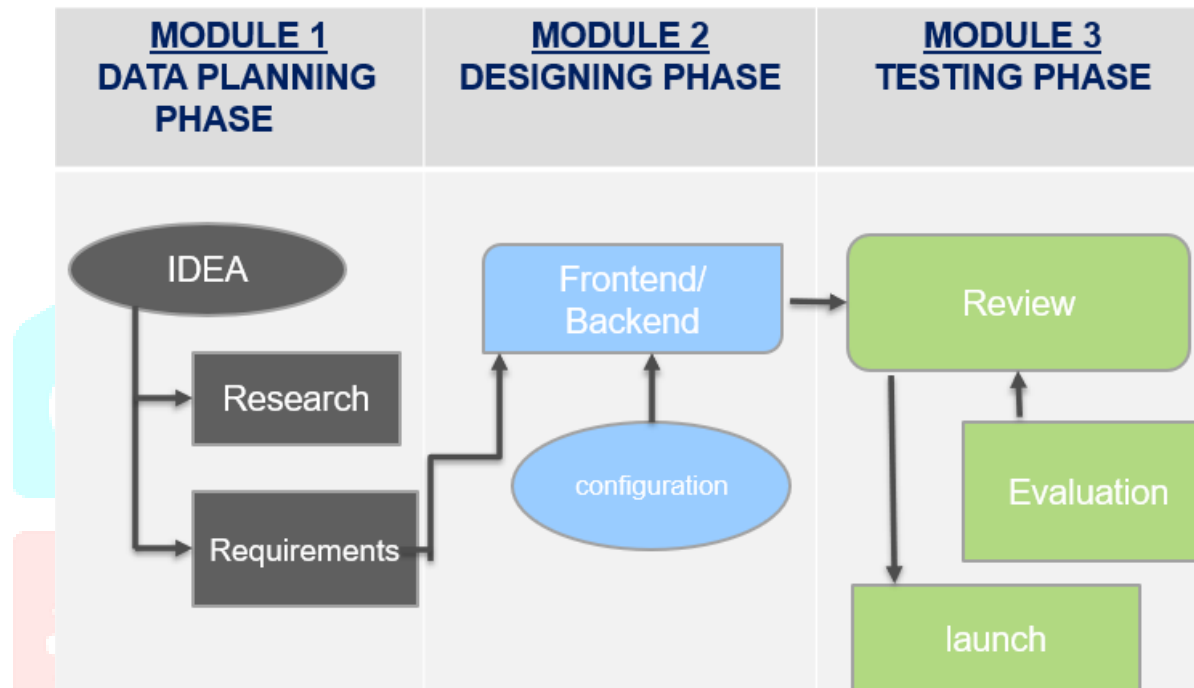 MODULE 1
DATA PLANNING
PHASE
MODULE 2
DESIGNING PHASE
MODULE 3
TESTING PHASE
IDEA
Research
Requirements
Frontend/
Backend
configuration
Review
Evaluation
launch